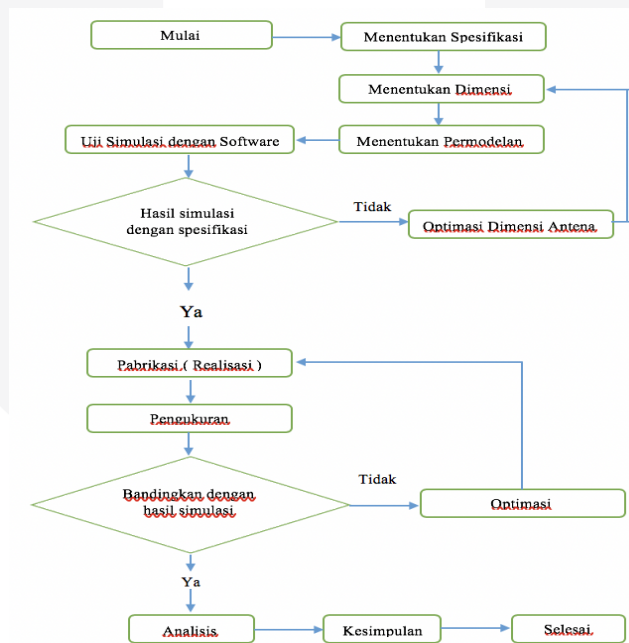 Mulai
Menentukan Spesifikasi
Menentukan Dimensi
Uji Simulasi dengan Software
Menentukan Permodelan
Hasil simulasi
dengan spesifikasi
Tidak
Optimasi Dimensi Antena
Ya
Pabrikasi ( Realisasi )
Pengukuran
Bandingkan dengan
hasil simulasi
Tidak
Optimasi
Ya
Analisis
Kesimpulan
Selesai